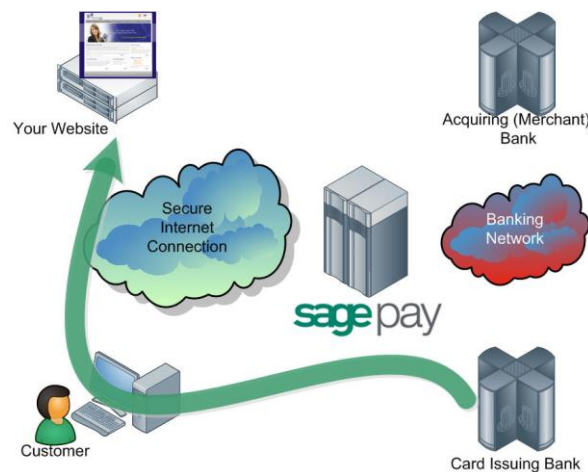 Your Website
Acquiring (Merchant)
Bank
Secure
Internet
Connection
Banking
Network
sage pay
Customer
Card Issuing Bank